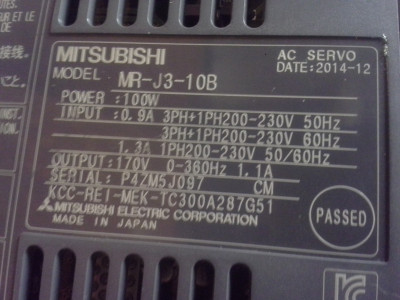 MITSUBISHI
AC SERVO
MODEL MR-J3-10B
DATE:2014-12
POWER :100W
INPUT :0.9A 3PH+1PH200-230V 50Hz
3PH+1PH200-230V 60Hz
1.3A 1PH200-230V 50/60Hz
OUTPUT:170V 0-360Hz 1.1A
SERIAL: P4ZM5J097 CM
KCC-REI-MEK-TC300A287G51
MITSUBISHI ELECTRIC CORPORATION
MADE IN JAPAN
PASSED